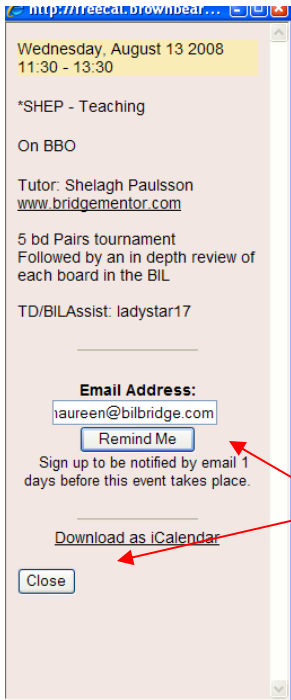 http://freecal.brownbear...
Wednesday, August 13 2008
11:30 - 13:30
*SHEP - Teaching
On BBO
Tutor: Shelagh Paulsson
www.bridgementor.com
5 bd Pairs tournament
Followed by an in depth review of
each board in the BIL
TD/BILAssist: ladystar17
Email Address:
naureen@bilbridge.com
Remind Me
Sign up to be notified by email 1
days before this event takes place.
Download as iCalendar
Close